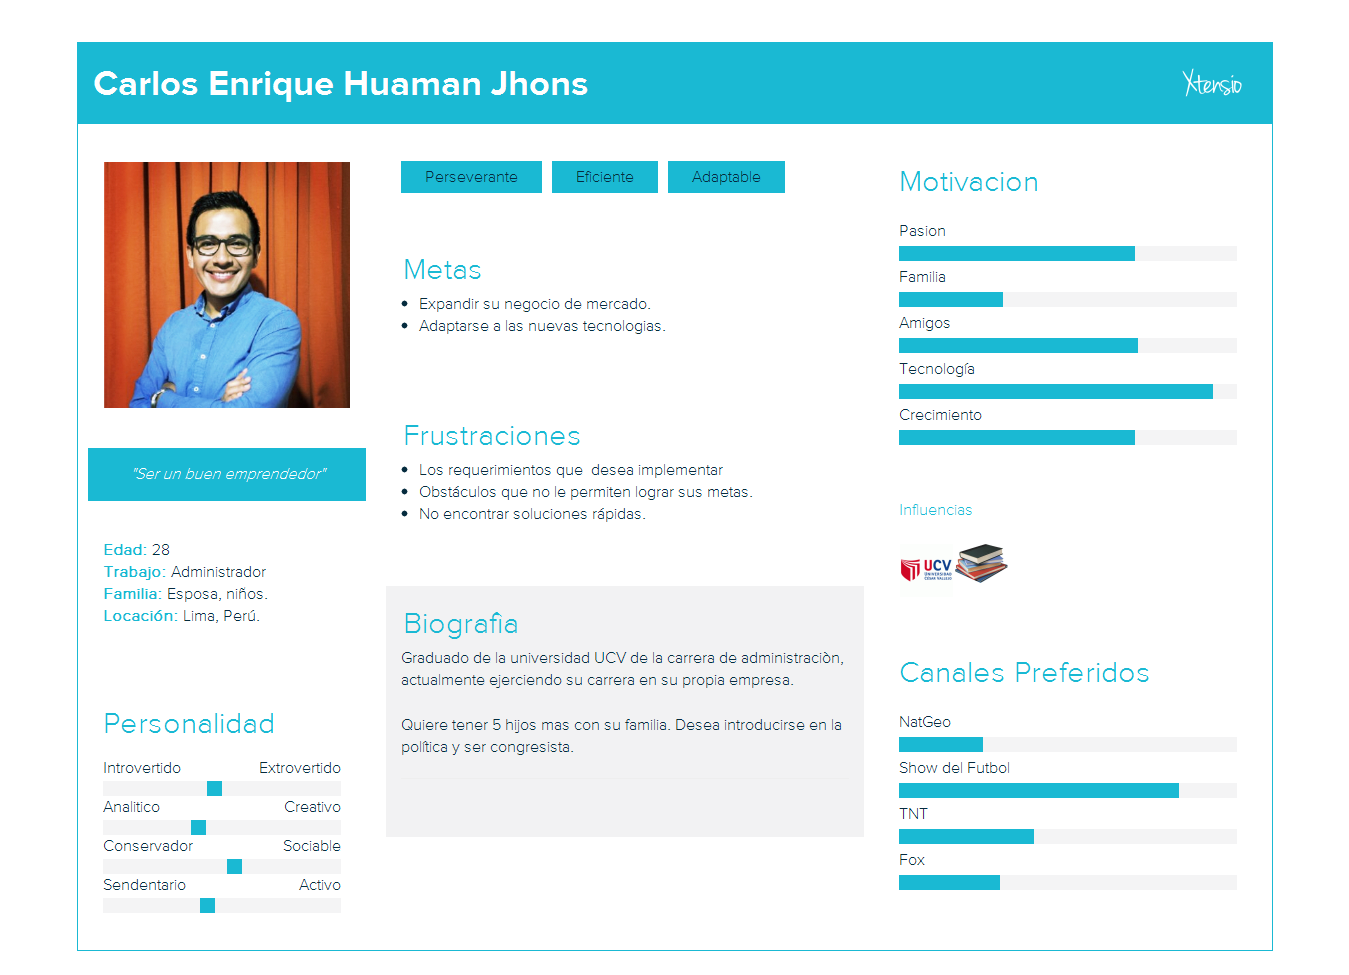 Carlos Enrique Huaman Jhons
Xtensio
"Ser un buen emprendedor"
Edad: 28
Trabajo: Administrador
Familia: Esposa, niños.
Locación: Lima, Perú.
Personalidad
Introvertido Extrovertido
Analitico Creativo
Conservador Sociable
Sendentario Activo
Perseverante Eficiente Adaptable
Metas
Expandir su negocio de mercado.
Adaptarse a las nuevas tecnologias.
Frustraciones
Los requerimientos que desea implementar
Obstáculos que no le permiten lograr sus metas.
No encontrar soluciones rápidas.
Biografìa
Graduado de la universidad UCV de la carrera de administraciòn,
actualmente ejerciendo su carrera en su propia empresa.
Quiere tener 5 hijos mas con su familia. Desea introducirse en la
política y ser congresista.
Motivacion
Pasion
Familia
Amigos
Tecnología
Crecimiento
Influencias
UCV
UNIVERSIDAD
CÉSAR VALLEJO
Canales Preferidos
NatGeo
Show del Futbol
TNT
Fox